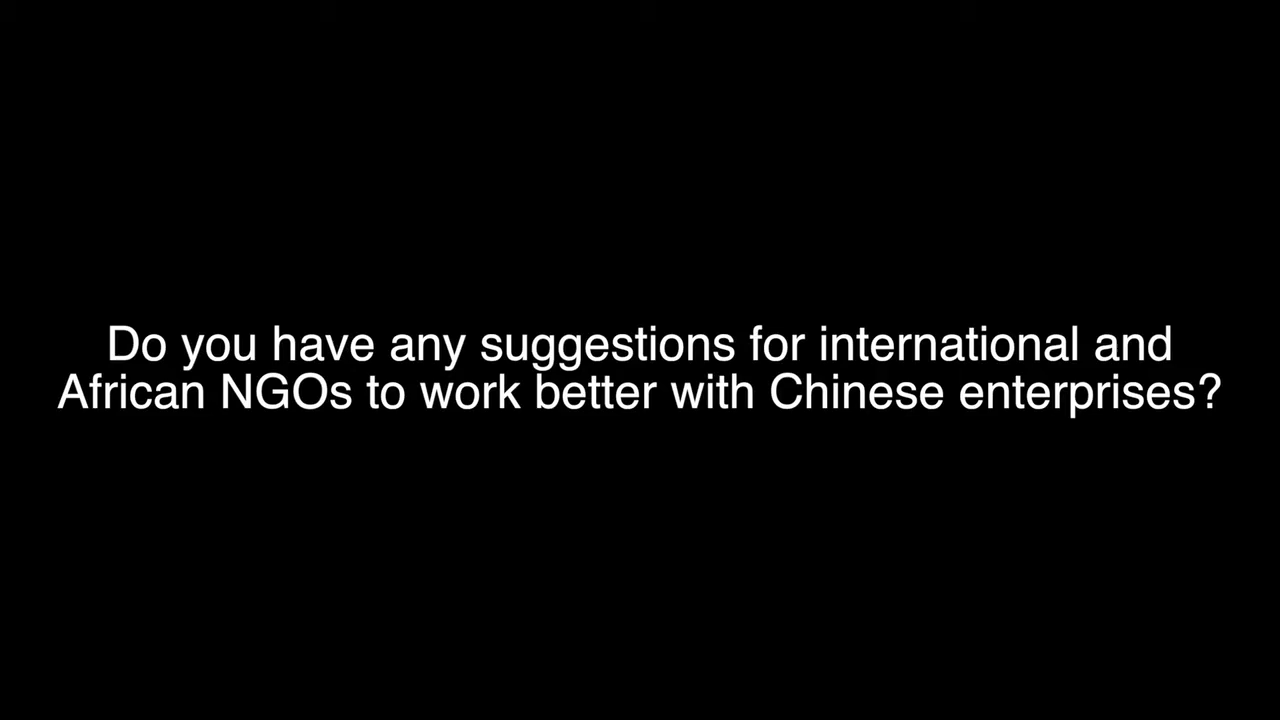 Do you have any suggestions for international and
African NGOs to work better with Chinese enterprises?